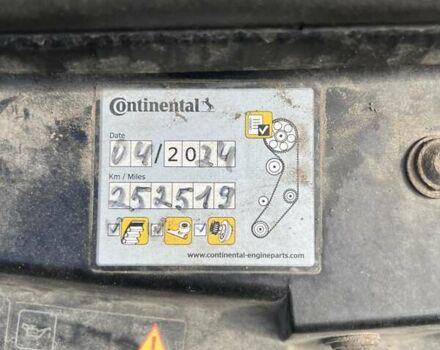 Continental
Date
04/2024
Km / Miles
252519
www.continental-engineparts.com